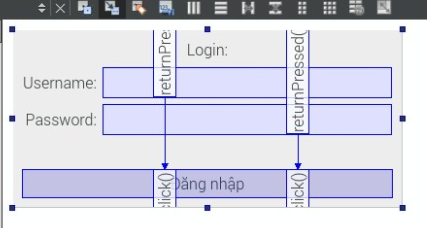 Login:
returnPressed()
returnPressed()
Username:
Password:
click()
Đăng nhập
click()